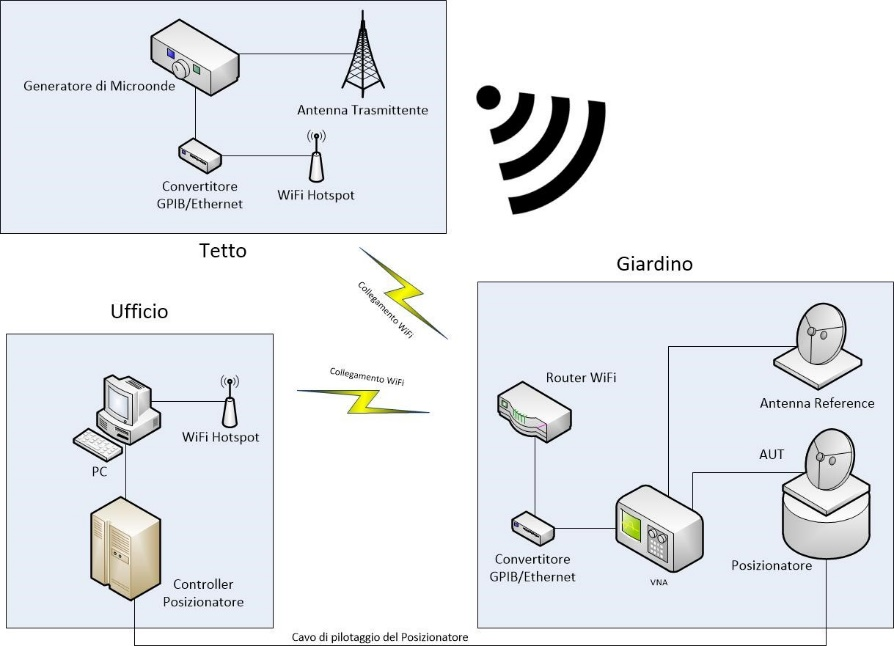 Generatore di Microonde
Antenna Trasmittente
Convertitore
GPIB/Ethernet
WiFi Hotspot
Tetto
Collegamento WiFi
Giardino
Ufficio
Collegamento WiFi
PC
WiFi Hotspot
Controller
Posizionatore
Router WiFi
Antenna Reference
AUT
Convertitore
GPIB/Ethernet
VNA
Posizionatore
Cavo di pilotaggio del Posizionatore